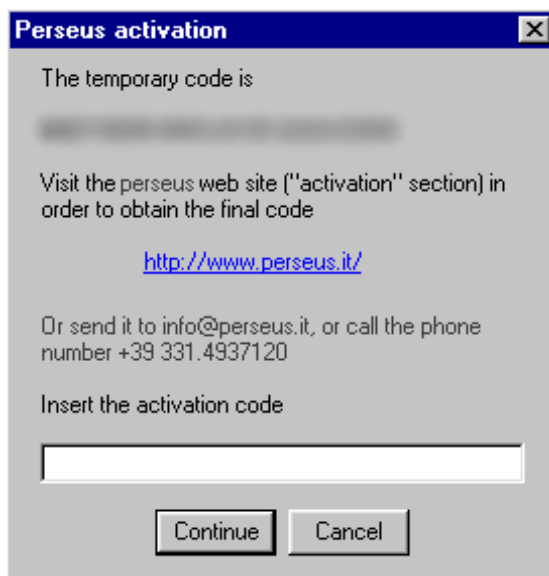 Perseus activation
The temporary code is
Visit the perseus web site ("activation" section) in
order to obtain the final code
http://www.perseus.it/
Or send it to info@perseus.it, or call the phone
number +39 331.4937120
Insert the activation code
Continue Cancel